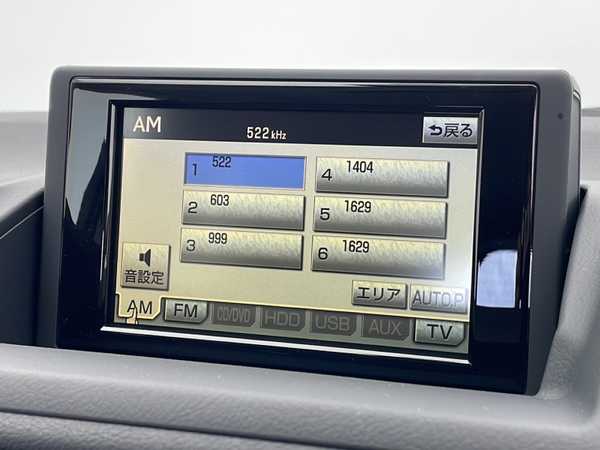 AM
522 kHz
戻る
1 522
4 1404
2 603
5 1629
3 999
6 1629
音設定
エリア
AUTO.P
AM
FM
CD/DVD
HDD
USB
AUX
TV